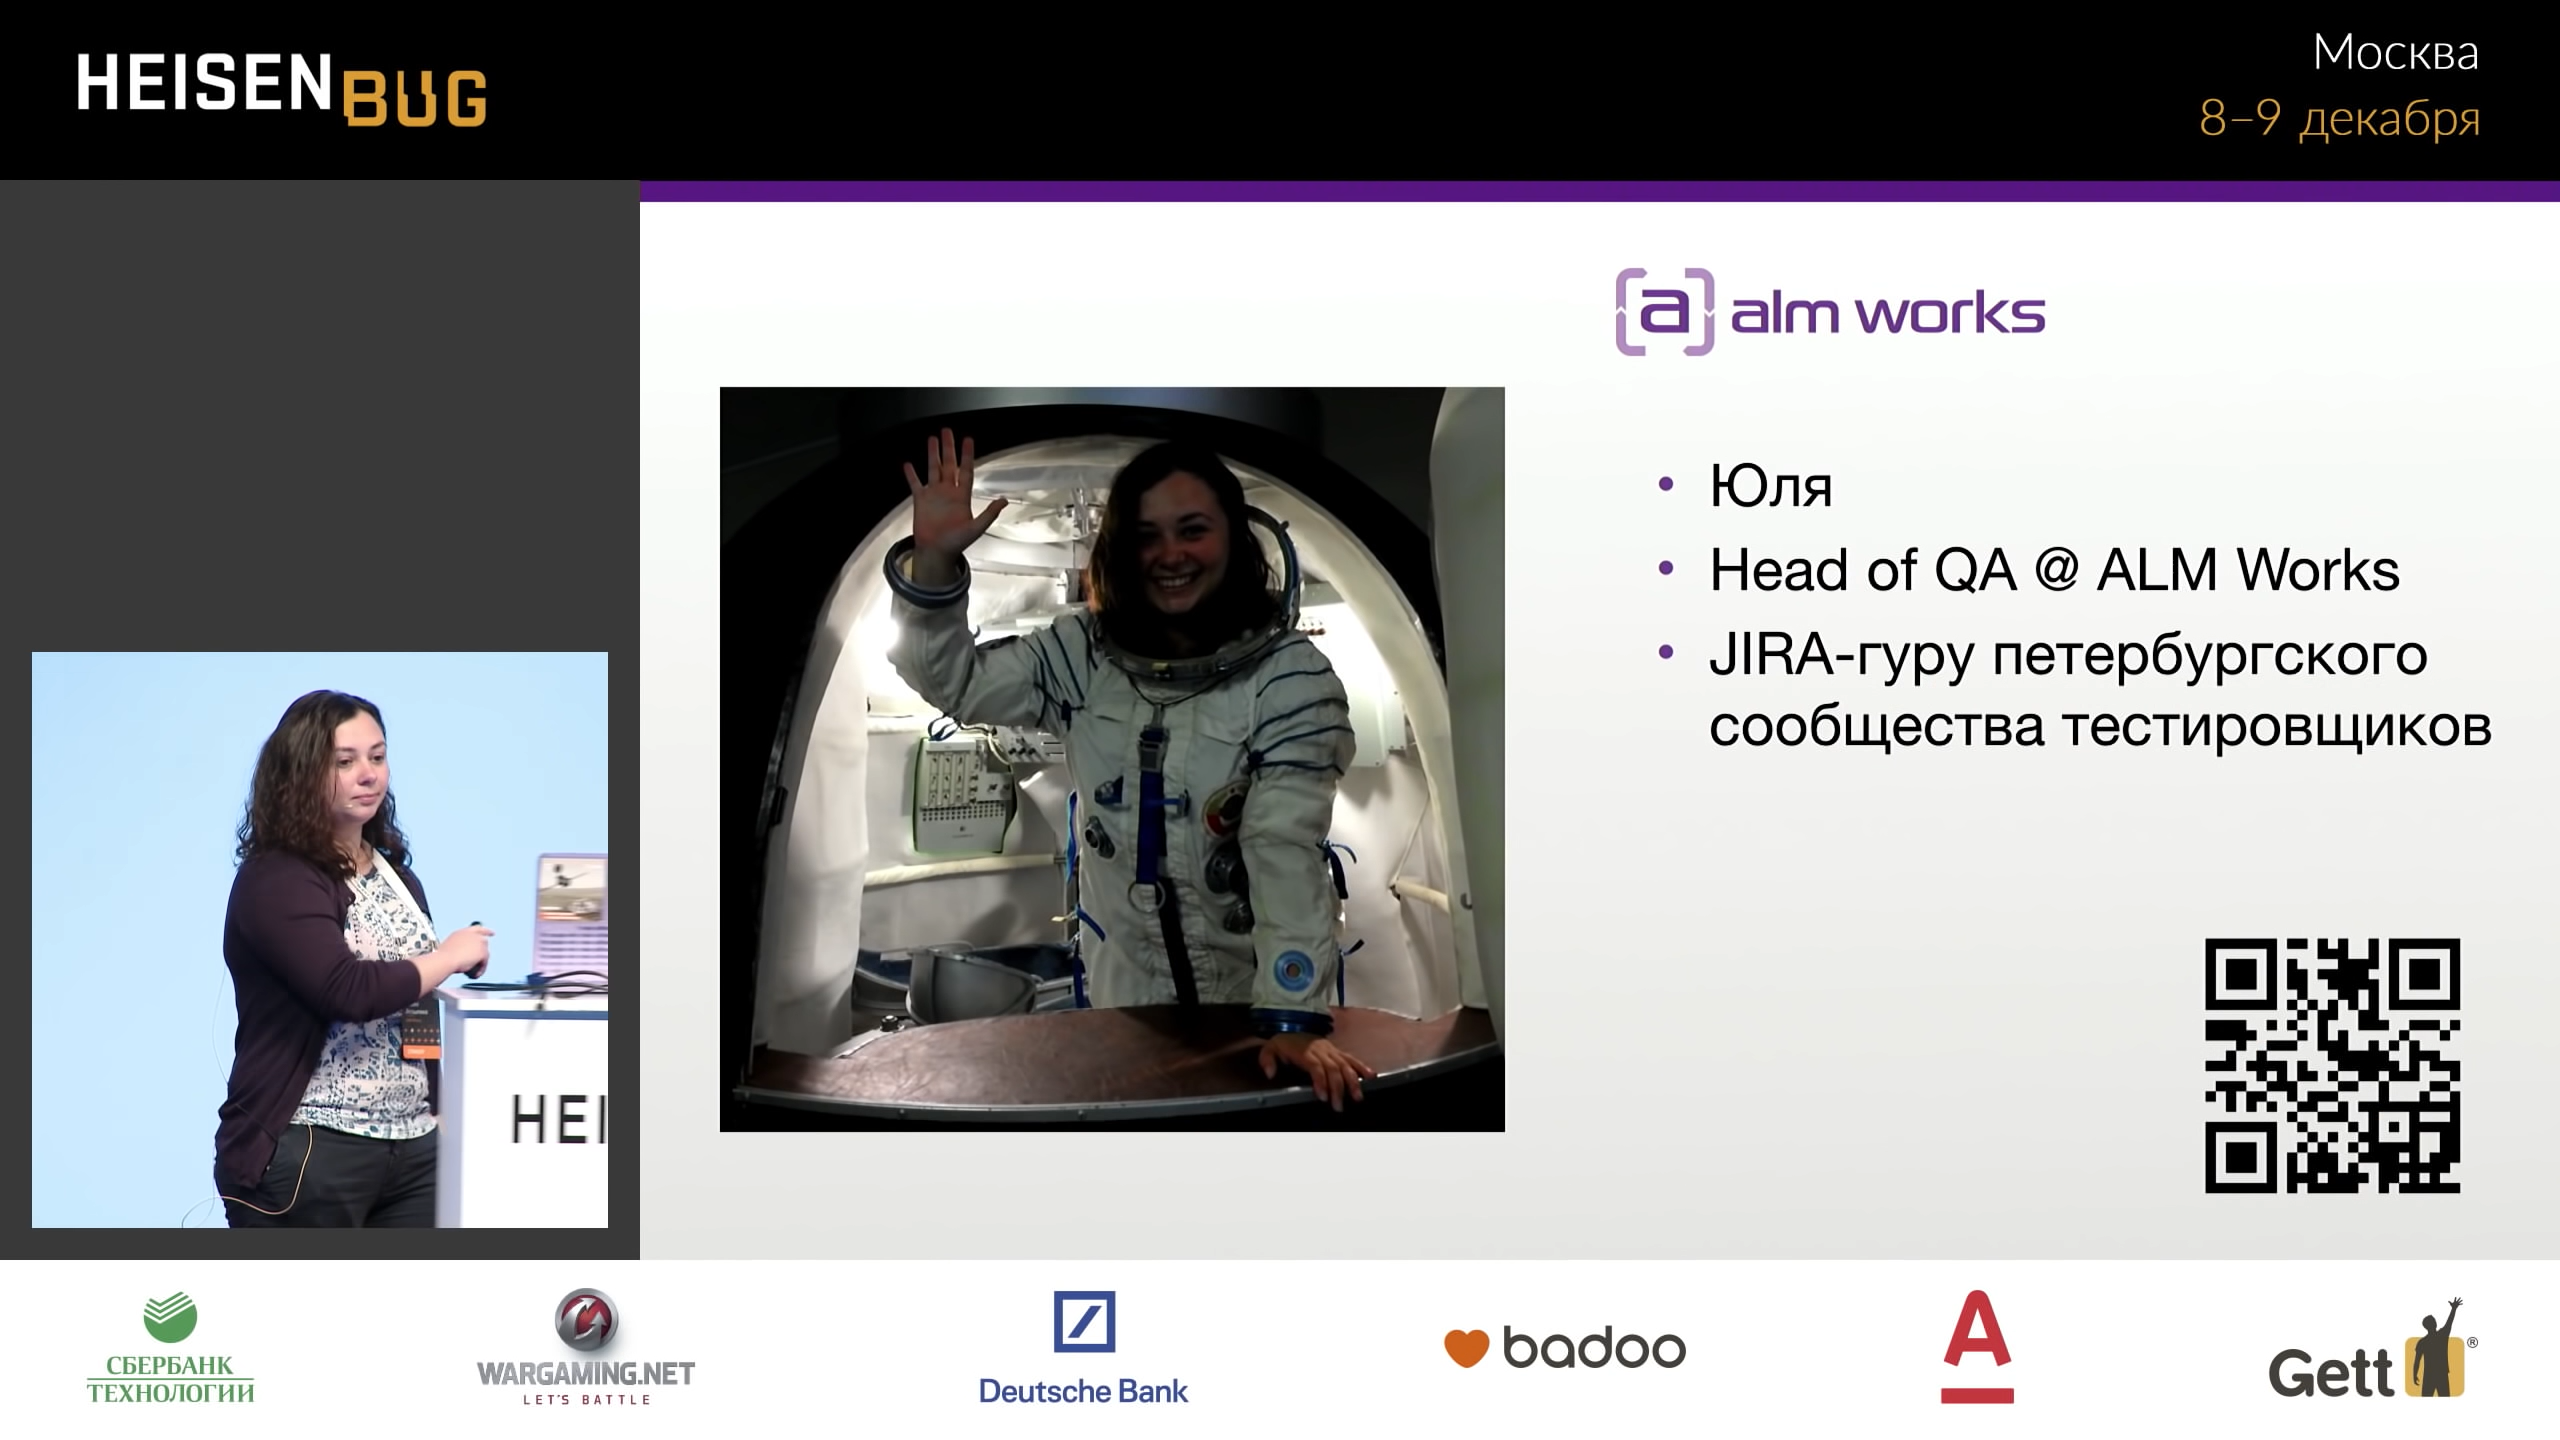 HEISENBUG
Москва
8–9 декабря
[a] alm works
• Юля
• Head of QA @ ALM Works
• JIRA-гуру петербургского
сообщества тестировщиков
HEI
СБЕРБАНК
ТЕХНОЛОГИИ
WARGAMING.NET
LET'S BATTLE
Deutsche Bank
badoo
А
Gett®